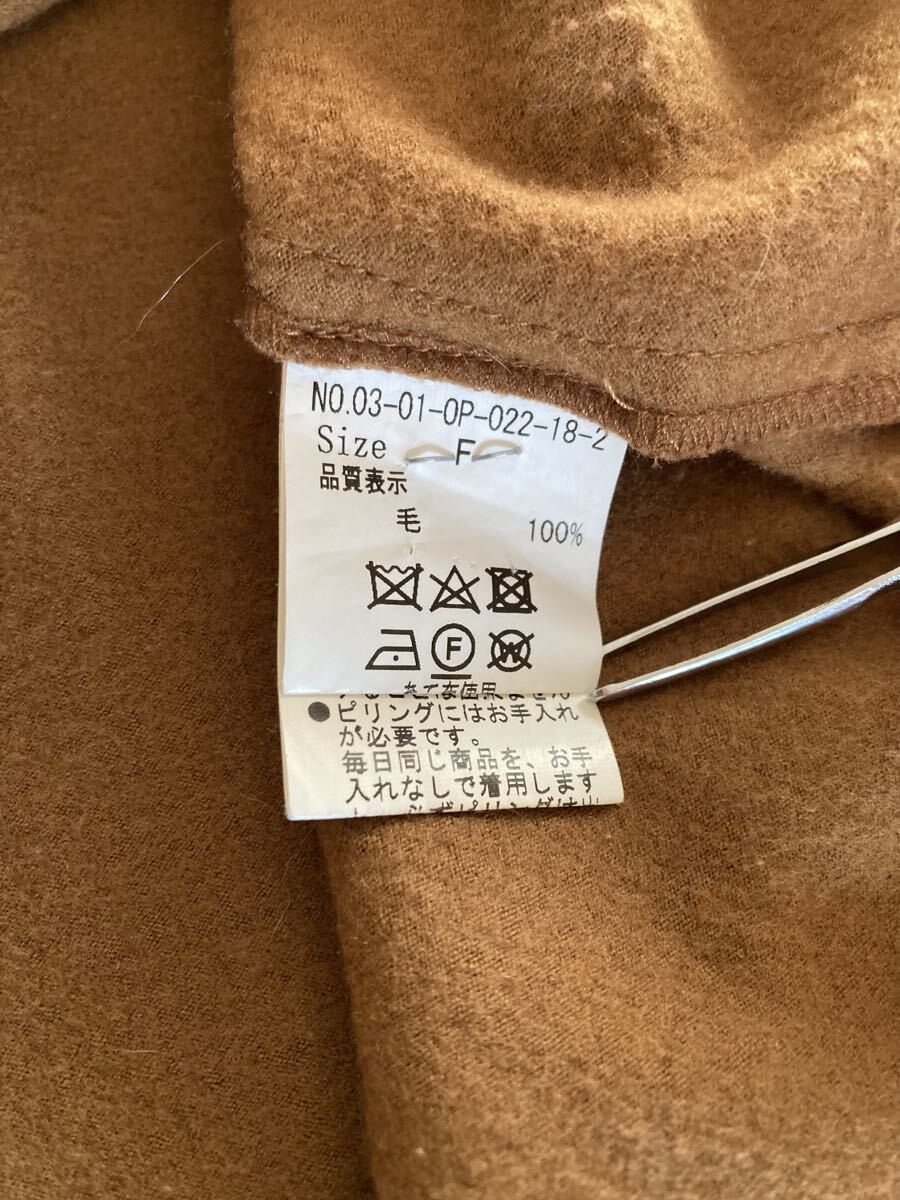 NO.03-01-OP-022-18-2
Size F
品質表示
毛 100%
F
W
●ピリングにはお手入れ
が必要です。
毎日同じ商品を、お手
入れなしで着用します